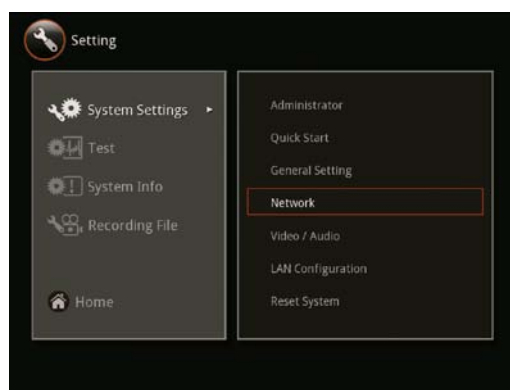 Setting
System Settings
Test
System Info
Recording File
Home
Administrator
Quick Start
General Setting
Network
Video / Audio
LAN Configuration
Reset System